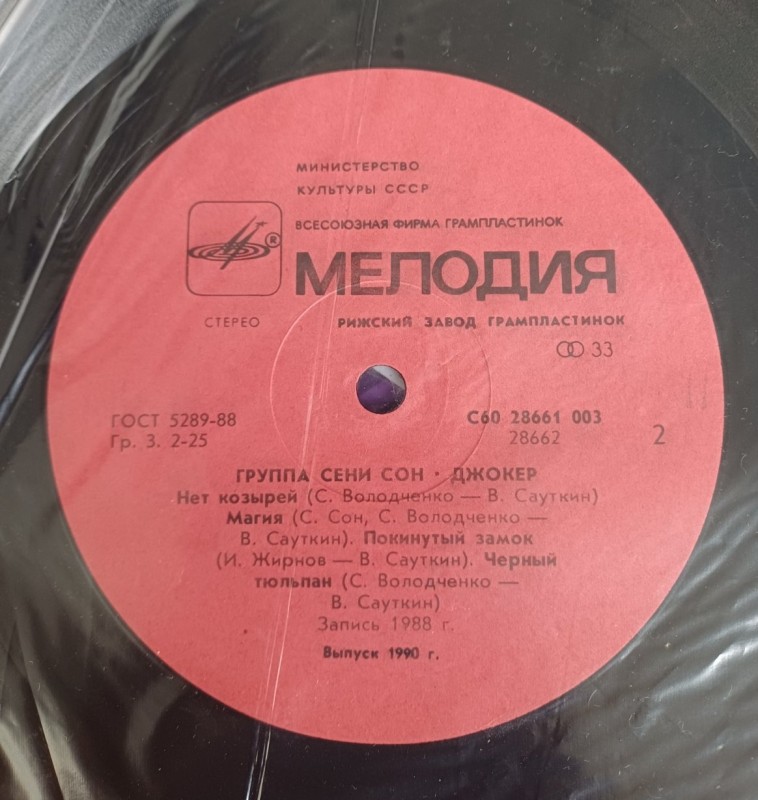 МИНИСТЕРСТВО
КУЛЬТУРЫ СССР
ВСЕСОЮЗНАЯ ФИРМА ГРАМПЛАСТИНОК
®
МЕЛОДИЯ
СТЕРЕО
РИЖСКИЙ ЗАВОД ГРАМПЛАСТИНОК
33
ГОСТ 5289-88
Гр. 3. 2-25
С60 28661 003
28662
2
ГРУППА СЕНИ СОН · ДЖОКЕР
Нет козырей (С. Володченко — В. Сауткин)
Магия (С. Сон, С. Володченко —
В. Сауткин). Покинутый замок
(И. Жирнов — В. Сауткин). Черный
тюльпан (С. Володченко —
В. Сауткин)
Запись 1988 г.
Выпуск 1990 г.